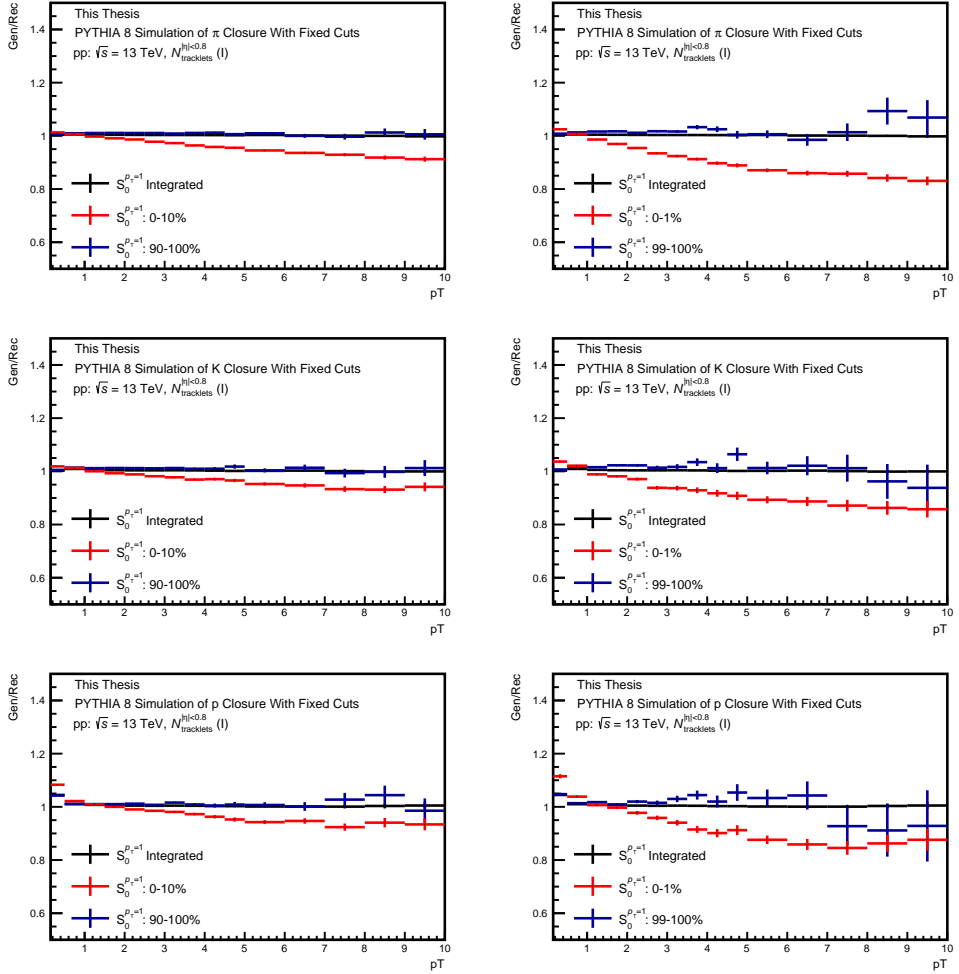 Gen/Rec
1.4
1.2
1
0.8
0.6
This Thesis
PYTHIA 8 Simulation of π Closure With Fixed Cuts
pp: √s = 13 TeV, N_tracklets^|η|<0.8 (I)
S_0^{p_T=1} Integrated
S_0^{p_T=1}: 0-10%
S_0^{p_T=1}: 90-100%
1 2 3 4 5 6 7 8 9 10
pT
Gen/Rec
1.4
1.2
1
0.8
0.6
This Thesis
PYTHIA 8 Simulation of π Closure With Fixed Cuts
pp: √s = 13 TeV, N_tracklets^|η|<0.8 (I)
S_0^{p_T=1} Integrated
S_0^{p_T=1}: 0-1%
S_0^{p_T=1}: 99-100%
1 2 3 4 5 6 7 8 9 10
pT
Gen/Rec
1.4
1.2
1
0.8
0.6
This Thesis
PYTHIA 8 Simulation of K Closure With Fixed Cuts
pp: √s = 13 TeV, N_tracklets^|η|<0.8 (I)
S_0^{p_T=1} Integrated
S_0^{p_T=1}: 0-10%
S_0^{p_T=1}: 90-100%
1 2 3 4 5 6 7 8 9 10
pT
Gen/Rec
1.4
1.2
1
0.8
0.6
This Thesis
PYTHIA 8 Simulation of K Closure With Fixed Cuts
pp: √s = 13 TeV, N_tracklets^|η|<0.8 (I)
S_0^{p_T=1} Integrated
S_0^{p_T=1}: 0-1%
S_0^{p_T=1}: 99-100%
1 2 3 4 5 6 7 8 9 10
pT
Gen/Rec
1.4
1.2
1
0.8
0.6
This Thesis
PYTHIA 8 Simulation of p Closure With Fixed Cuts
pp: √s = 13 TeV, N_tracklets^|η|<0.8 (I)
S_0^{p_T=1} Integrated
S_0^{p_T=1}: 0-10%
S_0^{p_T=1}: 90-100%
1 2 3 4 5 6 7 8 9 10
pT
Gen/Rec
1.4
1.2
1
0.8
0.6
This Thesis
PYTHIA 8 Simulation of p Closure With Fixed Cuts
pp: √s = 13 TeV, N_tracklets^|η|<0.8 (I)
S_0^{p_T=1} Integrated
S_0^{p_T=1}: 0-1%
S_0^{p_T=1}: 99-100%
1 2 3 4 5 6 7 8 9 10
pT